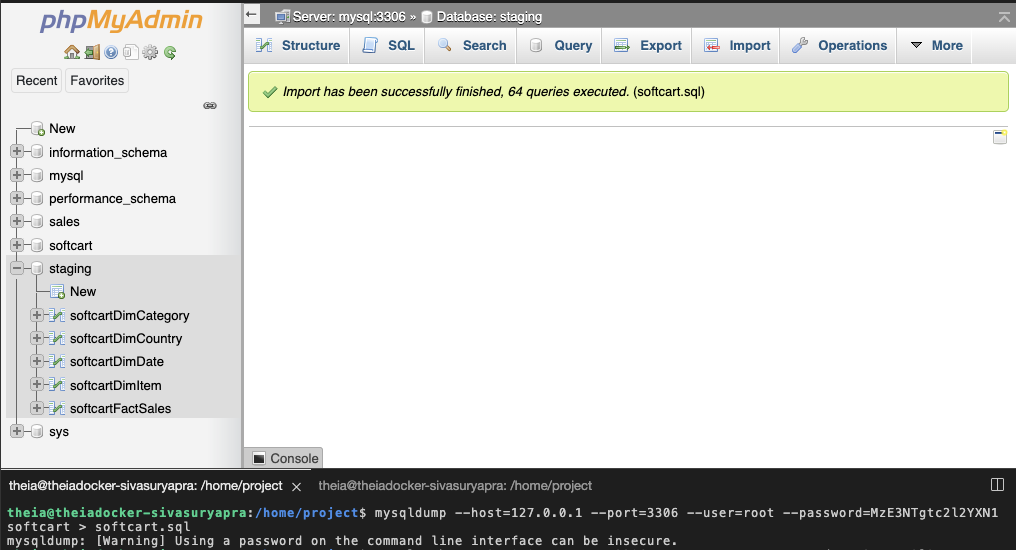 phpMyAdmin
Recent Favorites
New
information_schema
mysql
performance_schema
sales
softcart
staging
New
softcartDimCategory
softcartDimCountry
softcartDimDate
softcartDimItem
softcartFactSales
sys
Server: mysql:3306 » Database: staging
Structure SQL Search Query Export Import Operations More
Import has been successfully finished, 64 queries executed. (softcart.sql)
Console
theia@theiadocker-sivasuryapra: /home/project theia@theiadocker-sivasuryapra: /home/project
theia@theiadocker-sivasuryapra:/home/project$ mysqldump --host=127.0.0.1 --port=3306 --user=root --password=MzE3NTgtc2l2YXN1
softcart > softcart.sql
mysqldump: [Warning] Using a password on the command line interface can be insecure.